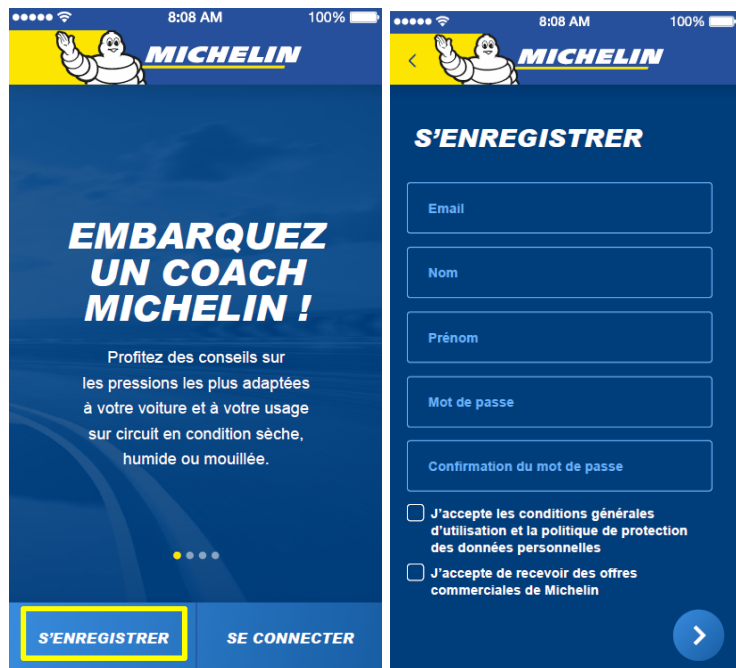 8:08 AM
100%
MICHELIN
EMBARQUEZ
UN COACH
MICHELIN !
Profitez des conseils sur
les pressions les plus adaptées
à votre voiture et à votre usage
sur circuit en condition sèche,
humide ou mouillée.
S’ENREGISTRER
SE CONNECTER
8:08 AM
100%
MICHELIN
S’ENREGISTRER
Email
Nom
Prénom
Mot de passe
Confirmation du mot de passe
J’accepte les conditions générales
d’utilisation et la politique de protection
des données personnelles
J’accepte de recevoir des offres
commerciales de Michelin